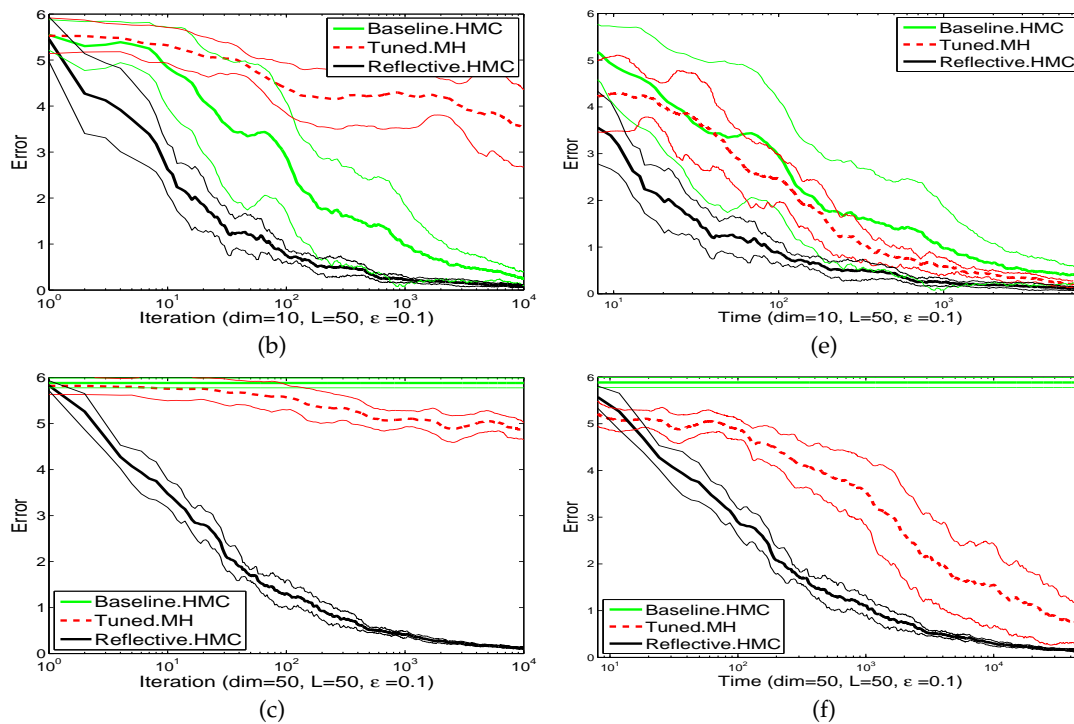 Baseline.HMC
Tuned.MH
Reflective.HMC
Error
6
5
4
3
2
1
0
10^0
10^1
10^2
10^3
10^4
Iteration (dim=10, L=50, ε =0.1)
(b)
Baseline.HMC
Tuned.MH
Reflective.HMC
Error
6
5
4
3
2
1
0
10^1
10^2
10^3
Time (dim=10, L=50, ε =0.1)
(e)
Error
6
5
4
3
2
1
0
Baseline.HMC
Tuned.MH
Reflective.HMC
10^0
10^1
10^2
10^3
10^4
Iteration (dim=50, L=50, ε =0.1)
(c)
Error
6
5
4
3
2
1
0
Baseline.HMC
Tuned.MH
Reflective.HMC
10^1
10^2
10^3
10^4
Time (dim=50, L=50, ε =0.1)
(f)